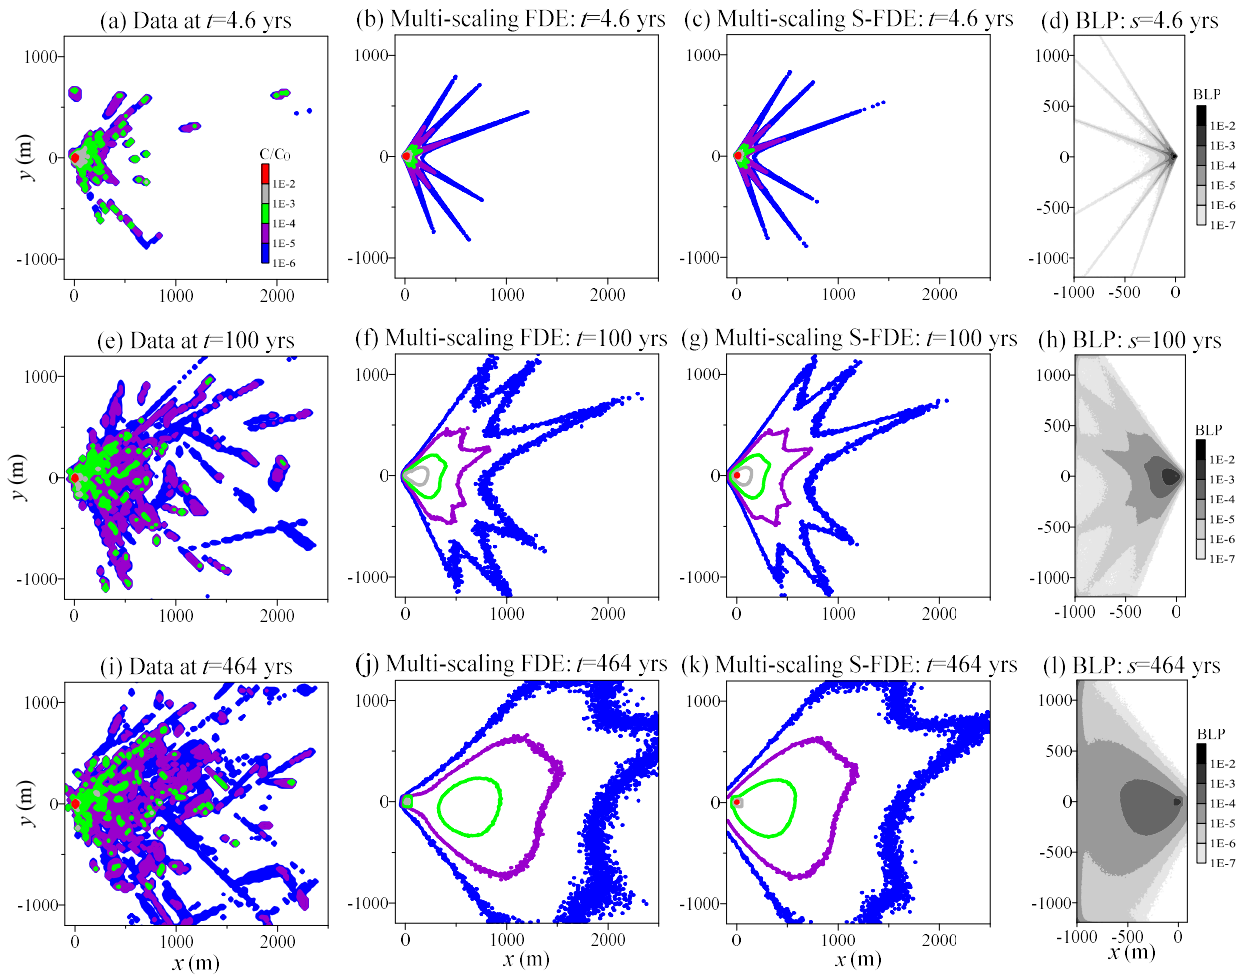 (a) Data at t=4.6 yrs
(b) Multi-scaling FDE: t=4.6 yrs
(c) Multi-scaling S-FDE: t=4.6 yrs
(d) BLP: s=4.6 yrs
1000
0
-1000
y (m)
0
1000
2000
C/C0
1E-2
1E-3
1E-4
1E-5
1E-6
1000
0
-1000
0
1000
2000
1000
0
-1000
0
1000
2000
1000
500
0
-500
-1000
-1000
-500
0
BLP
1E-2
1E-3
1E-4
1E-5
1E-6
1E-7
(e) Data at t=100 yrs
(f) Multi-scaling FDE: t=100 yrs
(g) Multi-scaling S-FDE: t=100 yrs
(h) BLP: s=100 yrs
1000
0
-1000
y (m)
0
1000
2000
1000
0
-1000
0
1000
2000
1000
0
-1000
0
1000
2000
1000
500
0
-500
-1000
-1000
-500
0
BLP
1E-2
1E-3
1E-4
1E-5
1E-6
1E-7
(i) Data at t=464 yrs
(j) Multi-scaling FDE: t=464 yrs
(k) Multi-scaling S-FDE: t=464 yrs
(l) BLP: s=464 yrs
1000
0
-1000
y (m)
0
1000
2000
x (m)
1000
0
-1000
0
1000
2000
x (m)
1000
0
-1000
0
1000
2000
x (m)
1000
500
0
-500
-1000
-1000
-500
0
x (m)
BLP
1E-2
1E-3
1E-4
1E-5
1E-6
1E-7